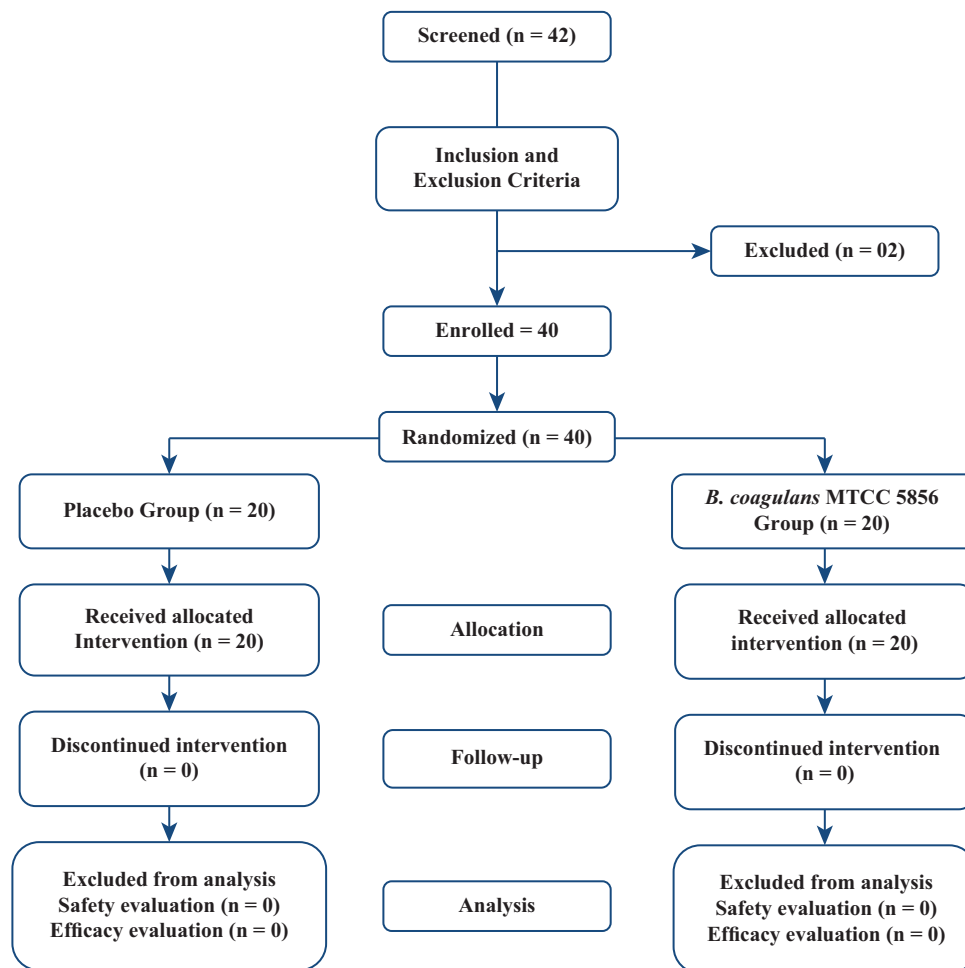 Screened (n = 42)
Inclusion and
Exclusion Criteria
Excluded (n = 02)
Enrolled = 40
Randomized (n = 40)
Placebo Group (n = 20)
B. coagulans MTCC 5856
Group (n = 20)
Received allocated
Intervention (n = 20)
Allocation
Received allocated
intervention (n = 20)
Discontinued intervention
(n = 0)
Follow-up
Discontinued intervention
(n = 0)
Excluded from analysis
Safety evaluation (n = 0)
Efficacy evaluation (n = 0)
Analysis
Excluded from analysis
Safety evaluation (n = 0)
Efficacy evaluation (n = 0)